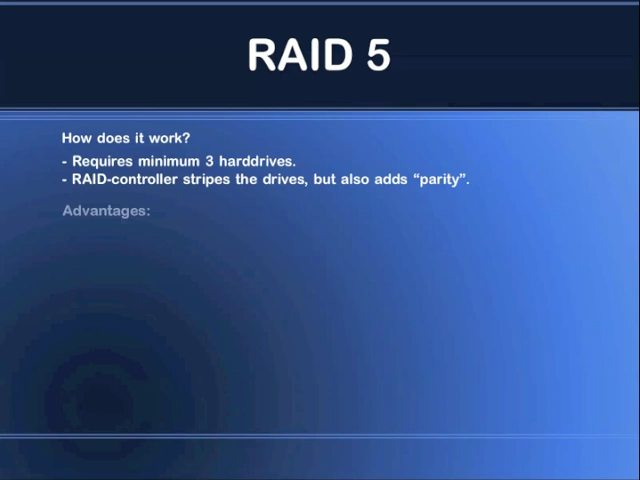 RAID 5
How does it work?
- Requires minimum 3 harddrives.
- RAID-controller stripes the drives, but also adds “parity”.
Advantages: